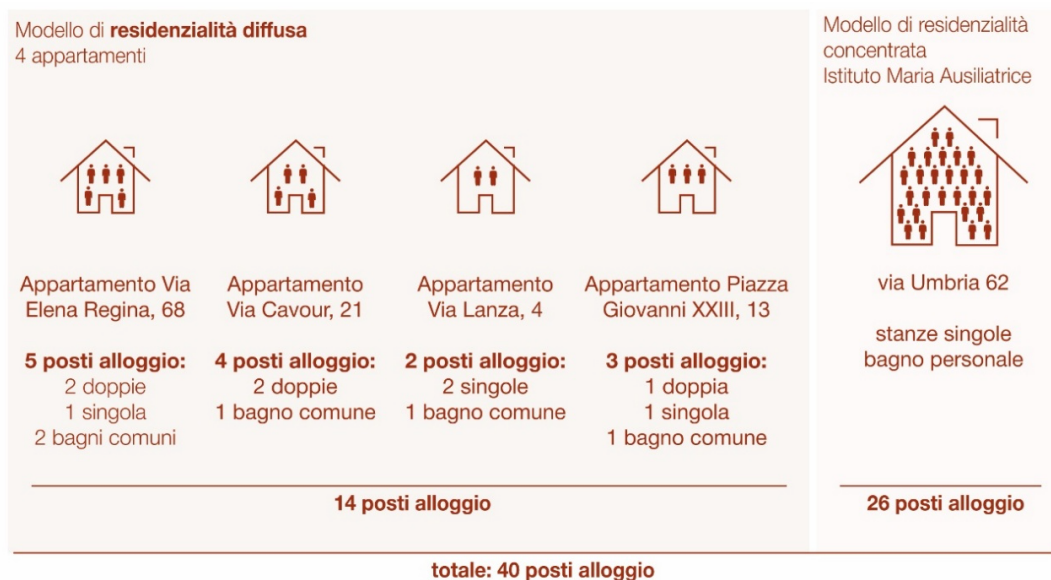 Modello di residenzialità diffusa
4 appartamenti
Modello di residenzialità
concentrata
Istituto Maria Ausiliatrice
Appartamento Via
Elena Regina, 68
5 posti alloggio:
2 doppie
1 singola
2 bagni comuni
Appartamento
Via Cavour, 21
4 posti alloggio:
2 doppie
1 bagno comune
Appartamento
Via Lanza, 4
2 posti alloggio:
2 singole
1 bagno comune
Appartamento Piazza
Giovanni XXIII, 13
3 posti alloggio:
1 doppia
1 singola
1 bagno comune
via Umbria 62
stanze singole
bagno personale
14 posti alloggio
26 posti alloggio
totale: 40 posti alloggio